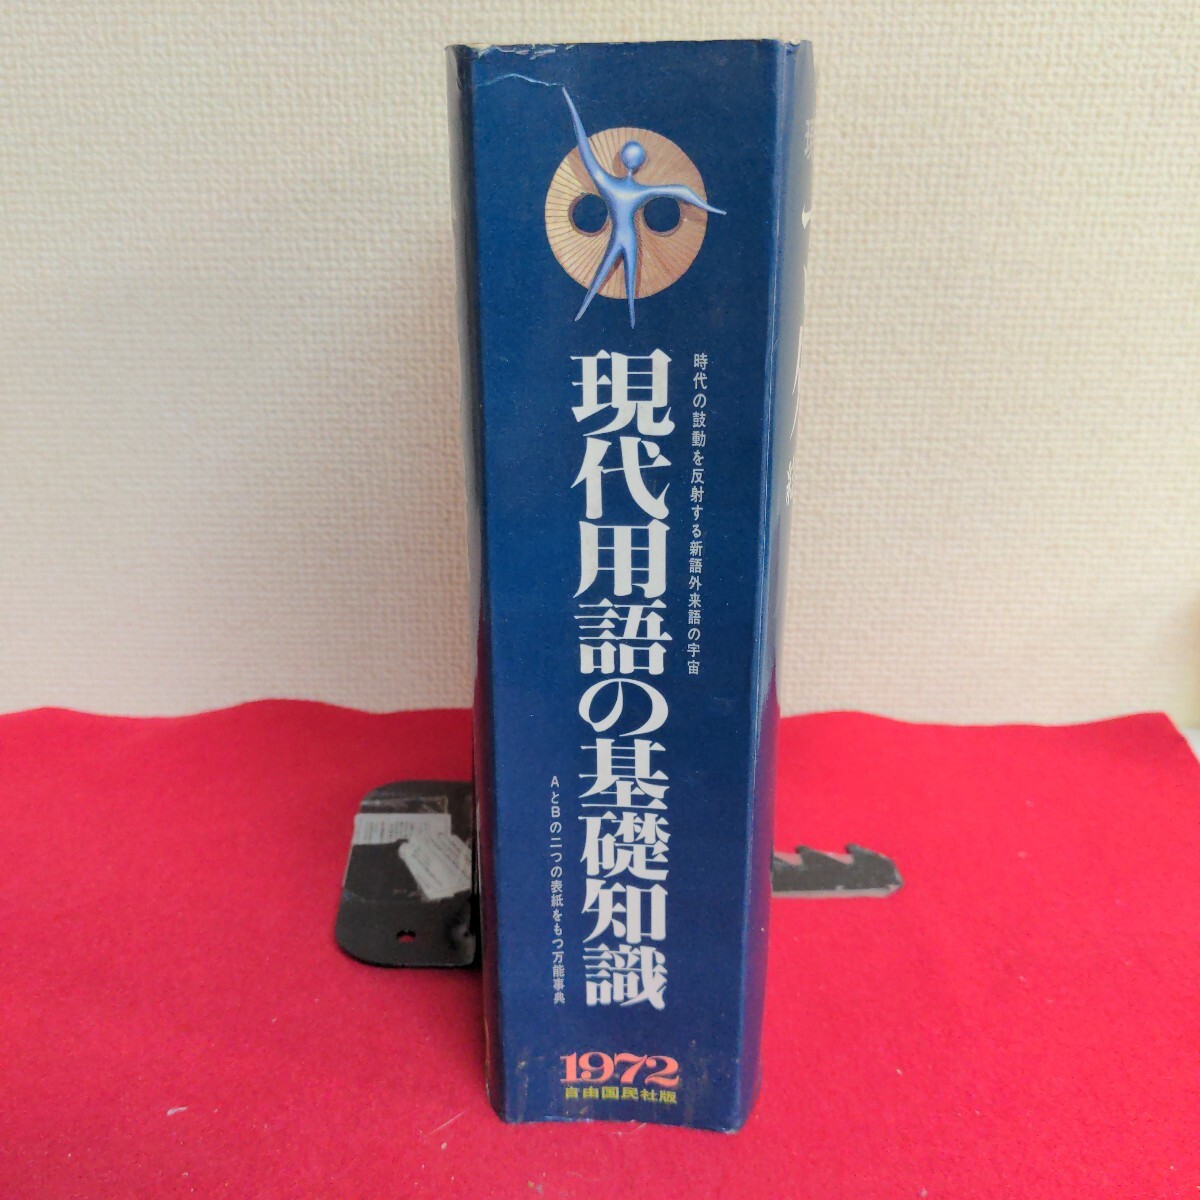 時代の鼓動を反射する新語外来語の宇宙
現代用語の基礎知識
AとBの二つの表紙をもつ万能事典
1972
自由国民社版